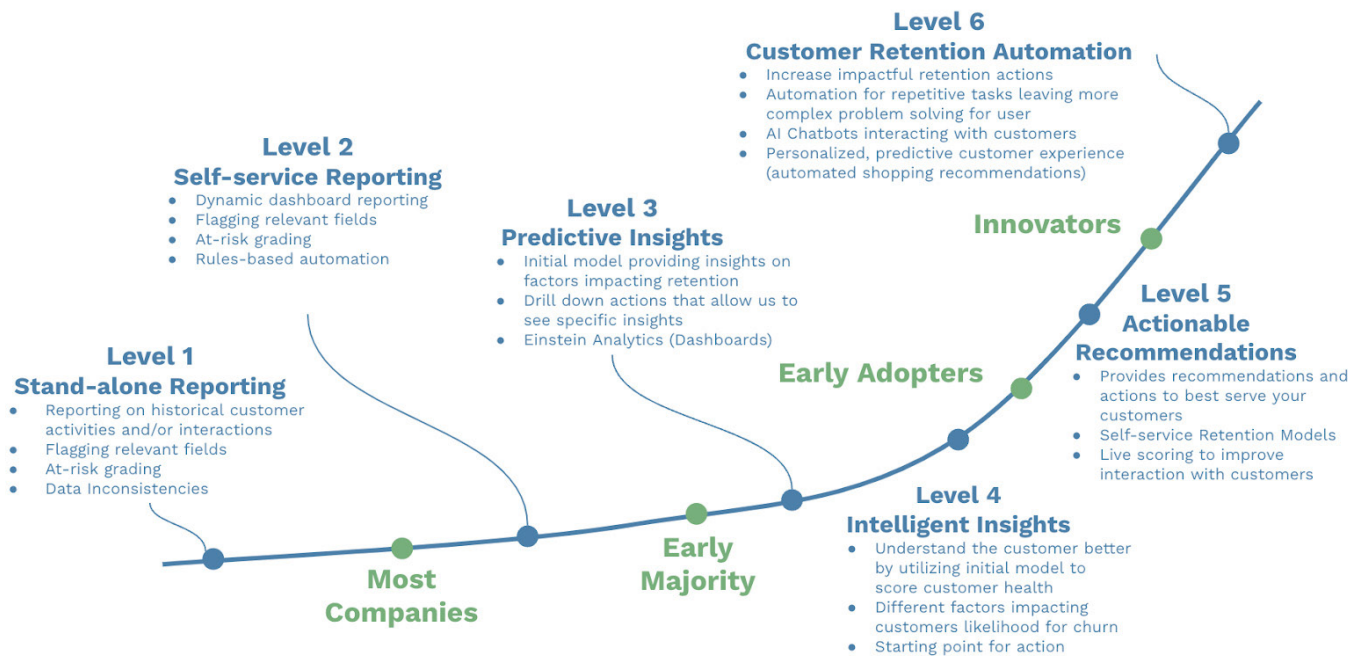 Level 1
Stand-alone Reporting
● Reporting on historical customer
activities and/or interactions
● Flagging relevant fields
● At-risk grading
● Data Inconsistencies
Level 2
Self-service Reporting
● Dynamic dashboard reporting
● Flagging relevant fields
● At-risk grading
● Rules-based automation
Level 3
Predictive Insights
● Initial model providing insights on
factors impacting retention
● Drill down actions that allow us to
see specific insights
● Einstein Analytics (Dashboards)
Level 4
Intelligent Insights
● Understand the customer better
by utilizing initial model to
score customer health
● Different factors impacting
customers likelihood for churn
● Starting point for action
Level 5
Actionable
Recommendations
● Provides recommendations and
actions to best serve your
customers
● Self-service Retention Models
● Live scoring to improve
interaction with customers
Level 6
Customer Retention Automation
● Increase impactful retention actions
● Automation for repetitive tasks leaving more
complex problem solving for user
● AI Chatbots interacting with customers
● Personalized, predictive customer experience
(automated shopping recommendations)
Most
Companies
Early
Majority
Early Adopters
Innovators